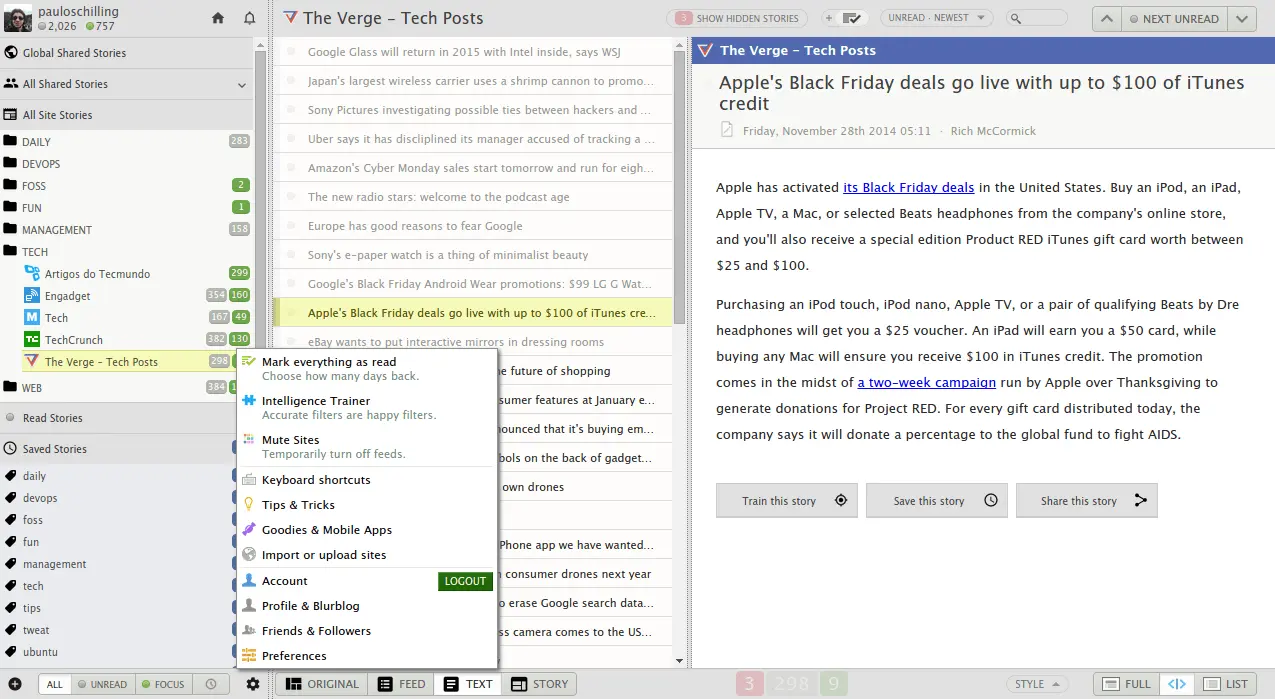 pauloschilling
2,026 757
Global Shared Stories
All Shared Stories
All Site Stories
DAILY 283
DEVOPS
FOSS 2
FUN 1
MANAGEMENT 158
TECH
Artigos do Tecmundo 299
Engadget 354 160
Tech 167 49
TechCrunch 382 130
The Verge - Tech Posts 298
WEB 384
Read Stories
Saved Stories
daily
devops
foss
fun
management
tech
tips
tweat
ubuntu
ALL UNREAD FOCUS
Mark everything as read
Choose how many days back.
Intelligence Trainer
Accurate filters are happy filters.
Mute Sites
Temporarily turn off feeds.
Keyboard shortcuts
Tips & Tricks
Goodies & Mobile Apps
Import or upload sites
Account LOGOUT
Profile & Blurblog
Friends & Followers
Preferences
The Verge - Tech Posts
3 SHOW HIDDEN STORIES
UNREAD · NEWEST
NEXT UNREAD
Google Glass will return in 2015 with Intel inside, says WSJ
Japan's largest wireless carrier uses a shrimp cannon to promo...
Sony Pictures investigating possible ties between hackers and ...
Uber says it has discliplined its manager accused of tracking a ...
Amazon's Cyber Monday sales start tomorrow and run for eigh...
The new radio stars: welcome to the podcast age
Europe has good reasons to fear Google
Sony's e-paper watch is a thing of minimalist beauty
Google's Black Friday Android Wear promotions: $99 LG G Wat...
Apple's Black Friday deals go live with up to $100 of iTunes cre...
eBay wants to put interactive mirrors in dressing rooms
e future of shopping
sumer features at January e...
nounced that it's buying em...
bols on the back of gadget...
own drones
Phone app we have wanted...
consumer drones next year
o erase Google search data...
ss camera comes to the US...
ORIGINAL FEED TEXT STORY
The Verge - Tech Posts
Apple's Black Friday deals go live with up to $100 of iTunes
credit
Friday, November 28th 2014 05:11 · Rich McCormick
Apple has activated its Black Friday deals in the United States. Buy an iPod, an iPad,
Apple TV, a Mac, or selected Beats headphones from the company's online store,
and you'll also receive a special edition Product RED iTunes gift card worth between
$25 and $100.
Purchasing an iPod touch, iPod nano, Apple TV, or a pair of qualifying Beats by Dre
headphones will get you a $25 voucher. An iPad will earn you a $50 card, while
buying any Mac will ensure you receive $100 in iTunes credit. The promotion
comes in the midst of a two-week campaign run by Apple over Thanksgiving to
generate donations for Project RED. For every gift card distributed today, the
company says it will donate a percentage to the global fund to fight AIDS.
Train this story Save this story Share this story
3 298 9
STYLE
FULL LIST